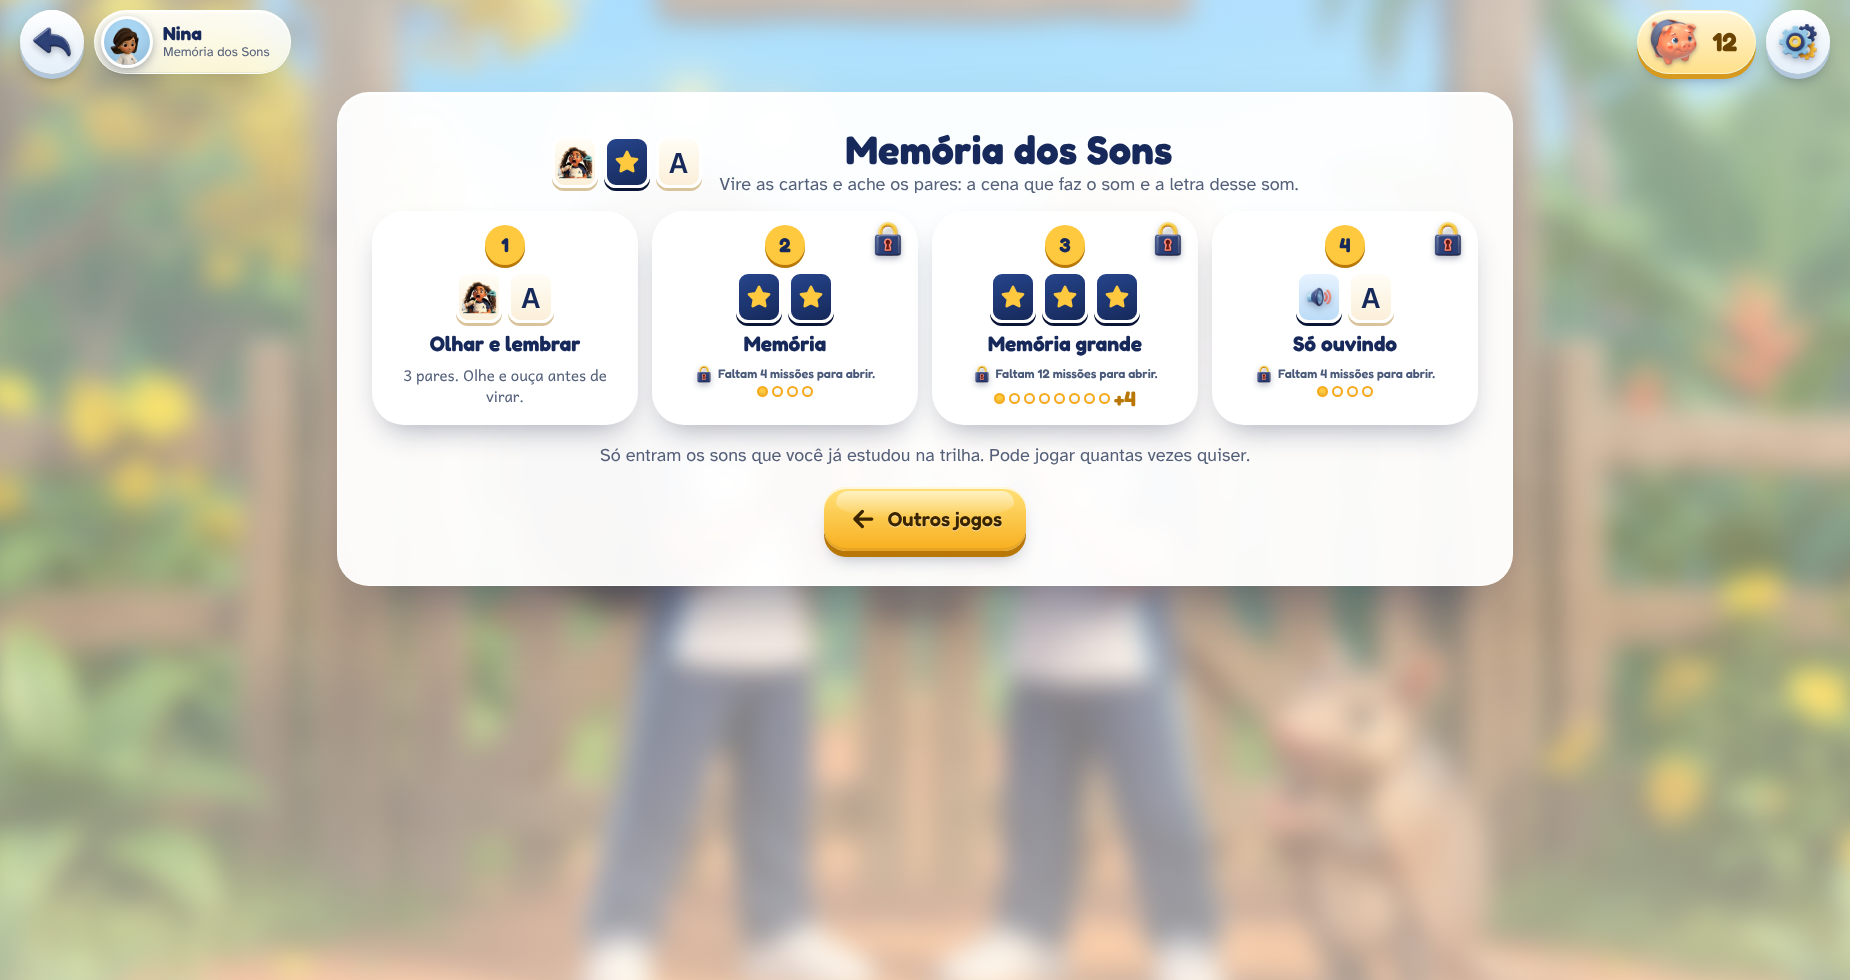 Nina
Memória dos Sons
12
A
Memória dos Sons
Vire as cartas e ache os pares: a cena que faz o som e a letra desse som.
1
A
Olhar e lembrar
3 pares. Olhe e ouça antes de
virar.
2
Memória
Faltam 4 missões para abrir.
3
Memória grande
Faltam 12 missões para abrir.
+4
4
A
Só ouvindo
Faltam 4 missões para abrir.
Só entram os sons que você já estudou na trilha. Pode jogar quantas vezes quiser.
Outros jogos